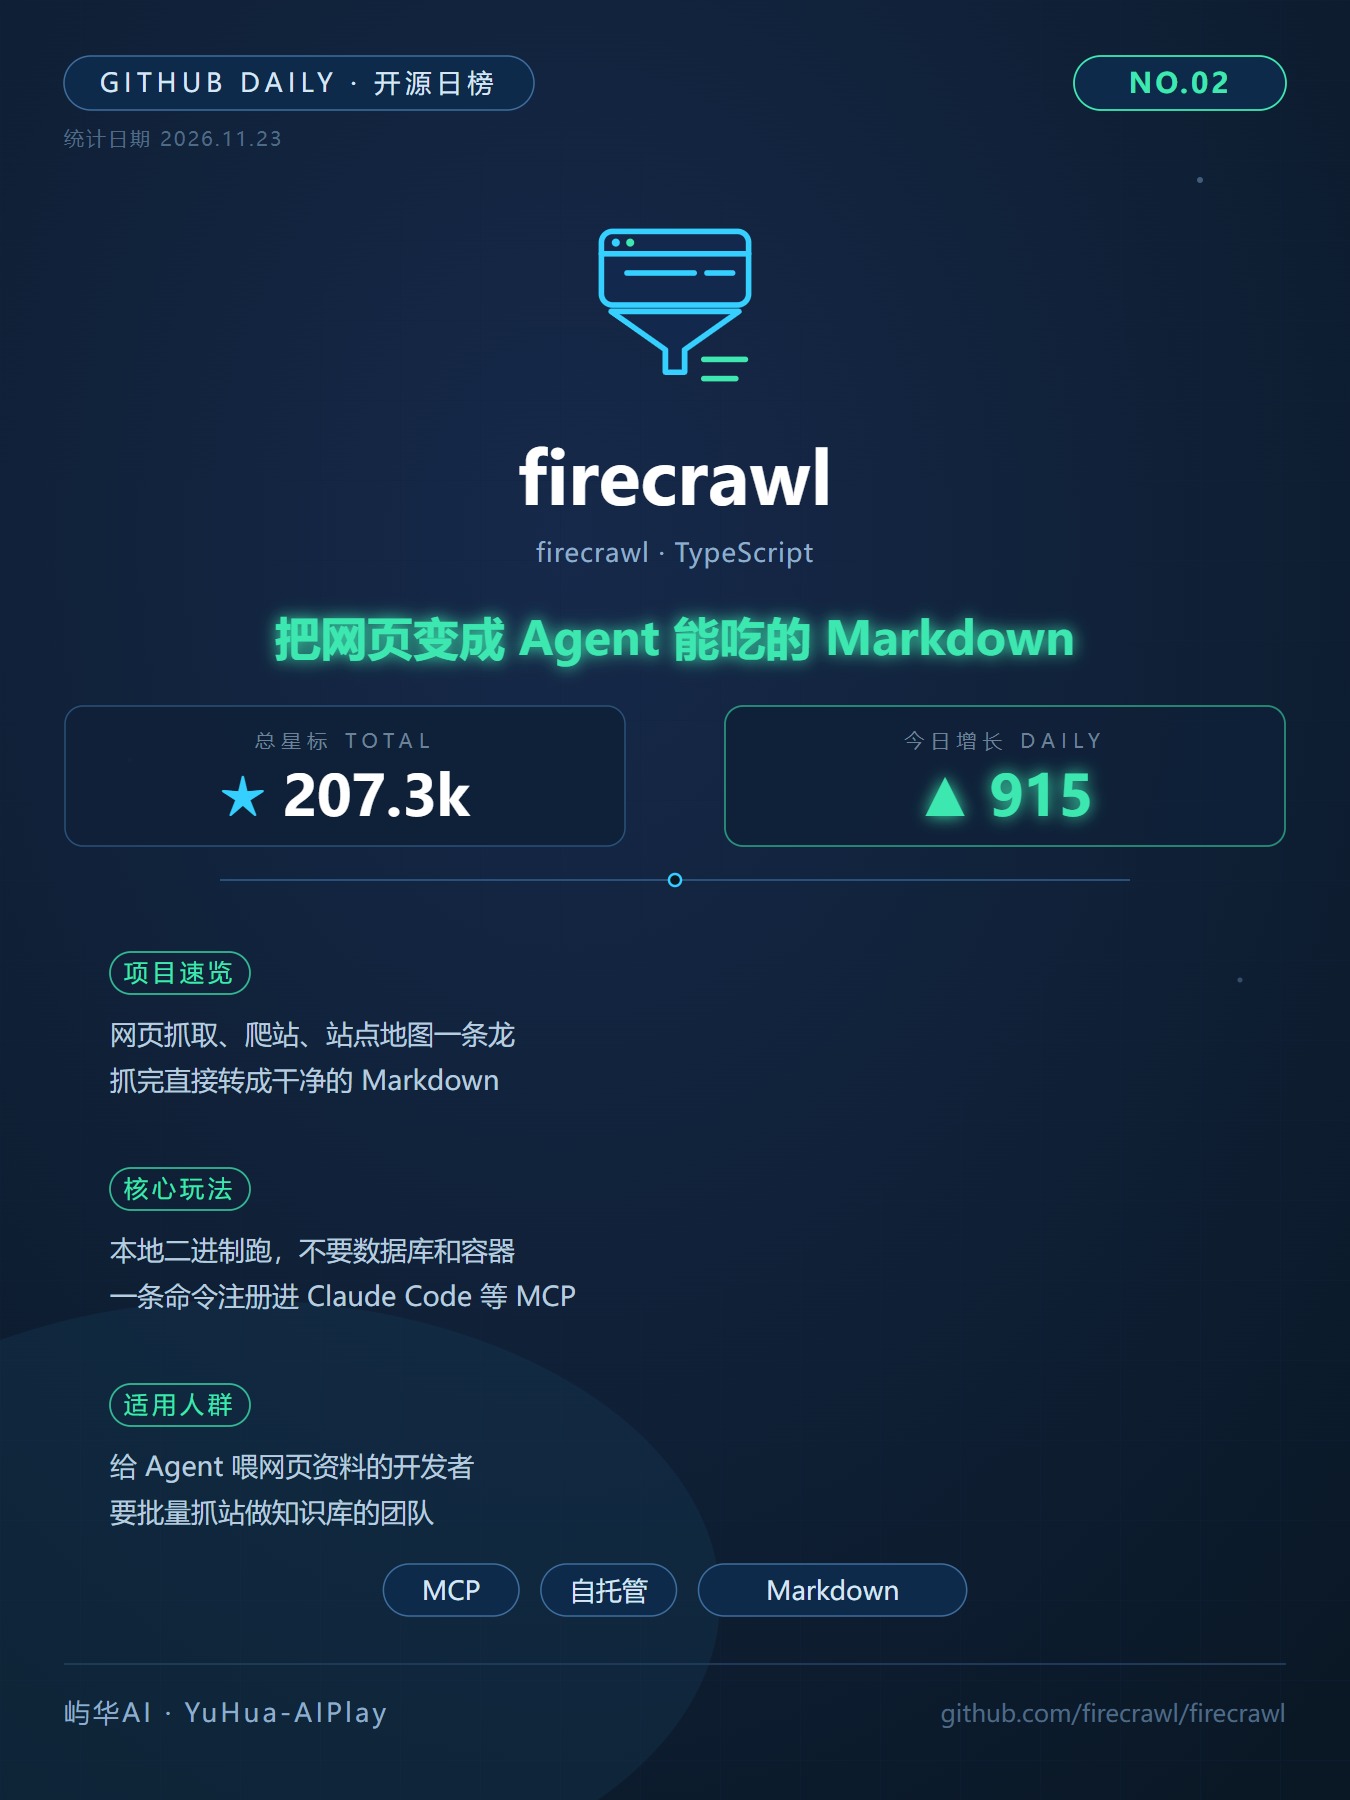 GITHUB DAILY · 开源日榜
NO.02
统计日期 2026.11.23
firecrawl
firecrawl · TypeScript
把网页变成 Agent 能吃的 Markdown
总星标 TOTAL
★ 207.3k
今日增长 DAILY
▲ 915
项目速览
网页抓取、爬站、站点地图一条龙
抓完直接转成干净的 Markdown
核心玩法
本地二进制跑，不要数据库和容器
一条命令注册进 Claude Code 等 MCP
适用人群
给 Agent 喂网页资料的开发者
要批量抓站做知识库的团队
MCP
自托管
Markdown
屿华AI · YuHua-AIPlay
github.com/firecrawl/firecrawl